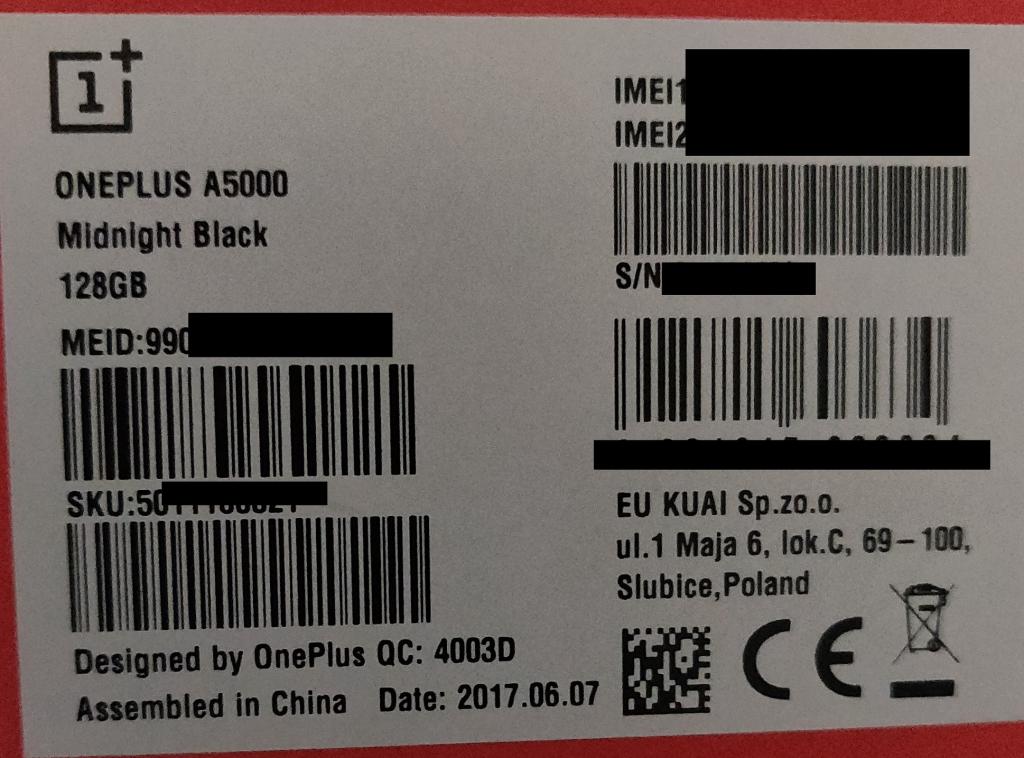 1+
ONEPLUS A5000
Midnight Black
128GB
MEID:990
SKU:50
Designed by OnePlus QC: 4003D
Assembled in China Date: 2017.06.07
IMEI1
IMEI2
S/N
EU KUAI Sp.zo.o.
ul.1 Maja 6, lok.C, 69-100,
Slubice,Poland
CE